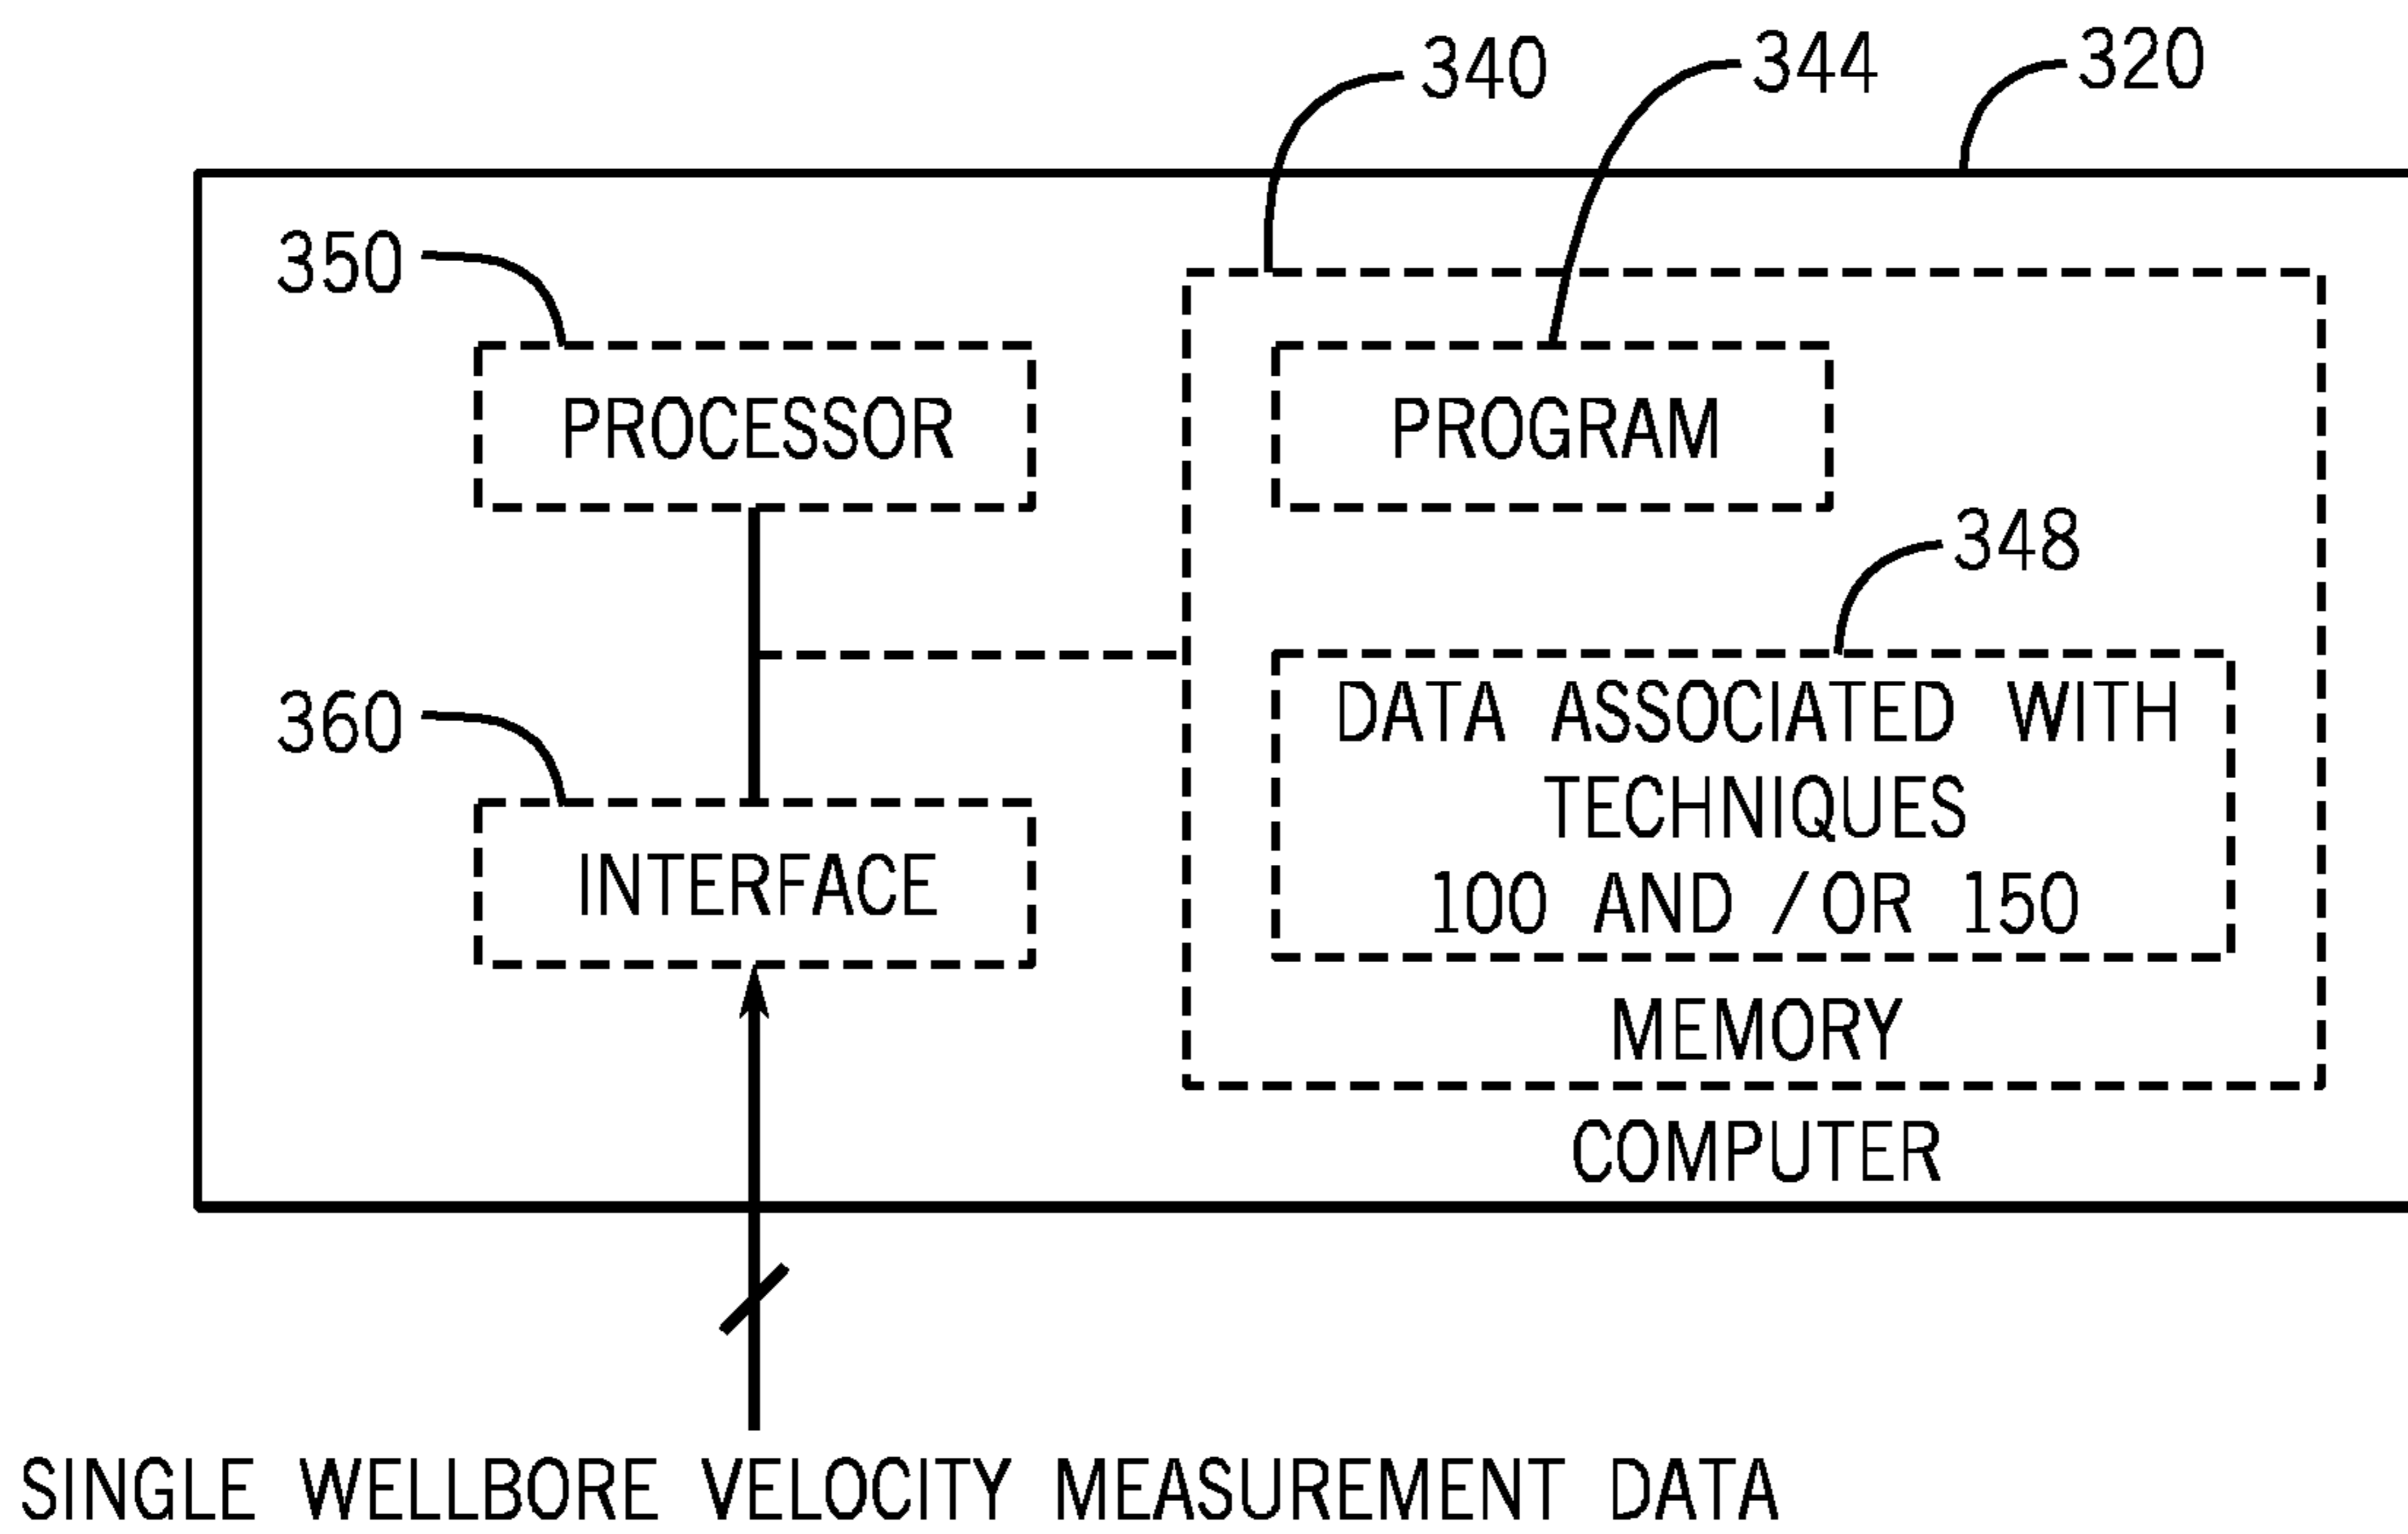 340
344
320
350
PROCESSOR
PROGRAM
348
360
INTERFACE
DATA ASSOCIATED WITH
TECHNIQUES
100 AND /OR 150
MEMORY
COMPUTER
SINGLE WELLBORE VELOCITY MEASUREMENT DATA